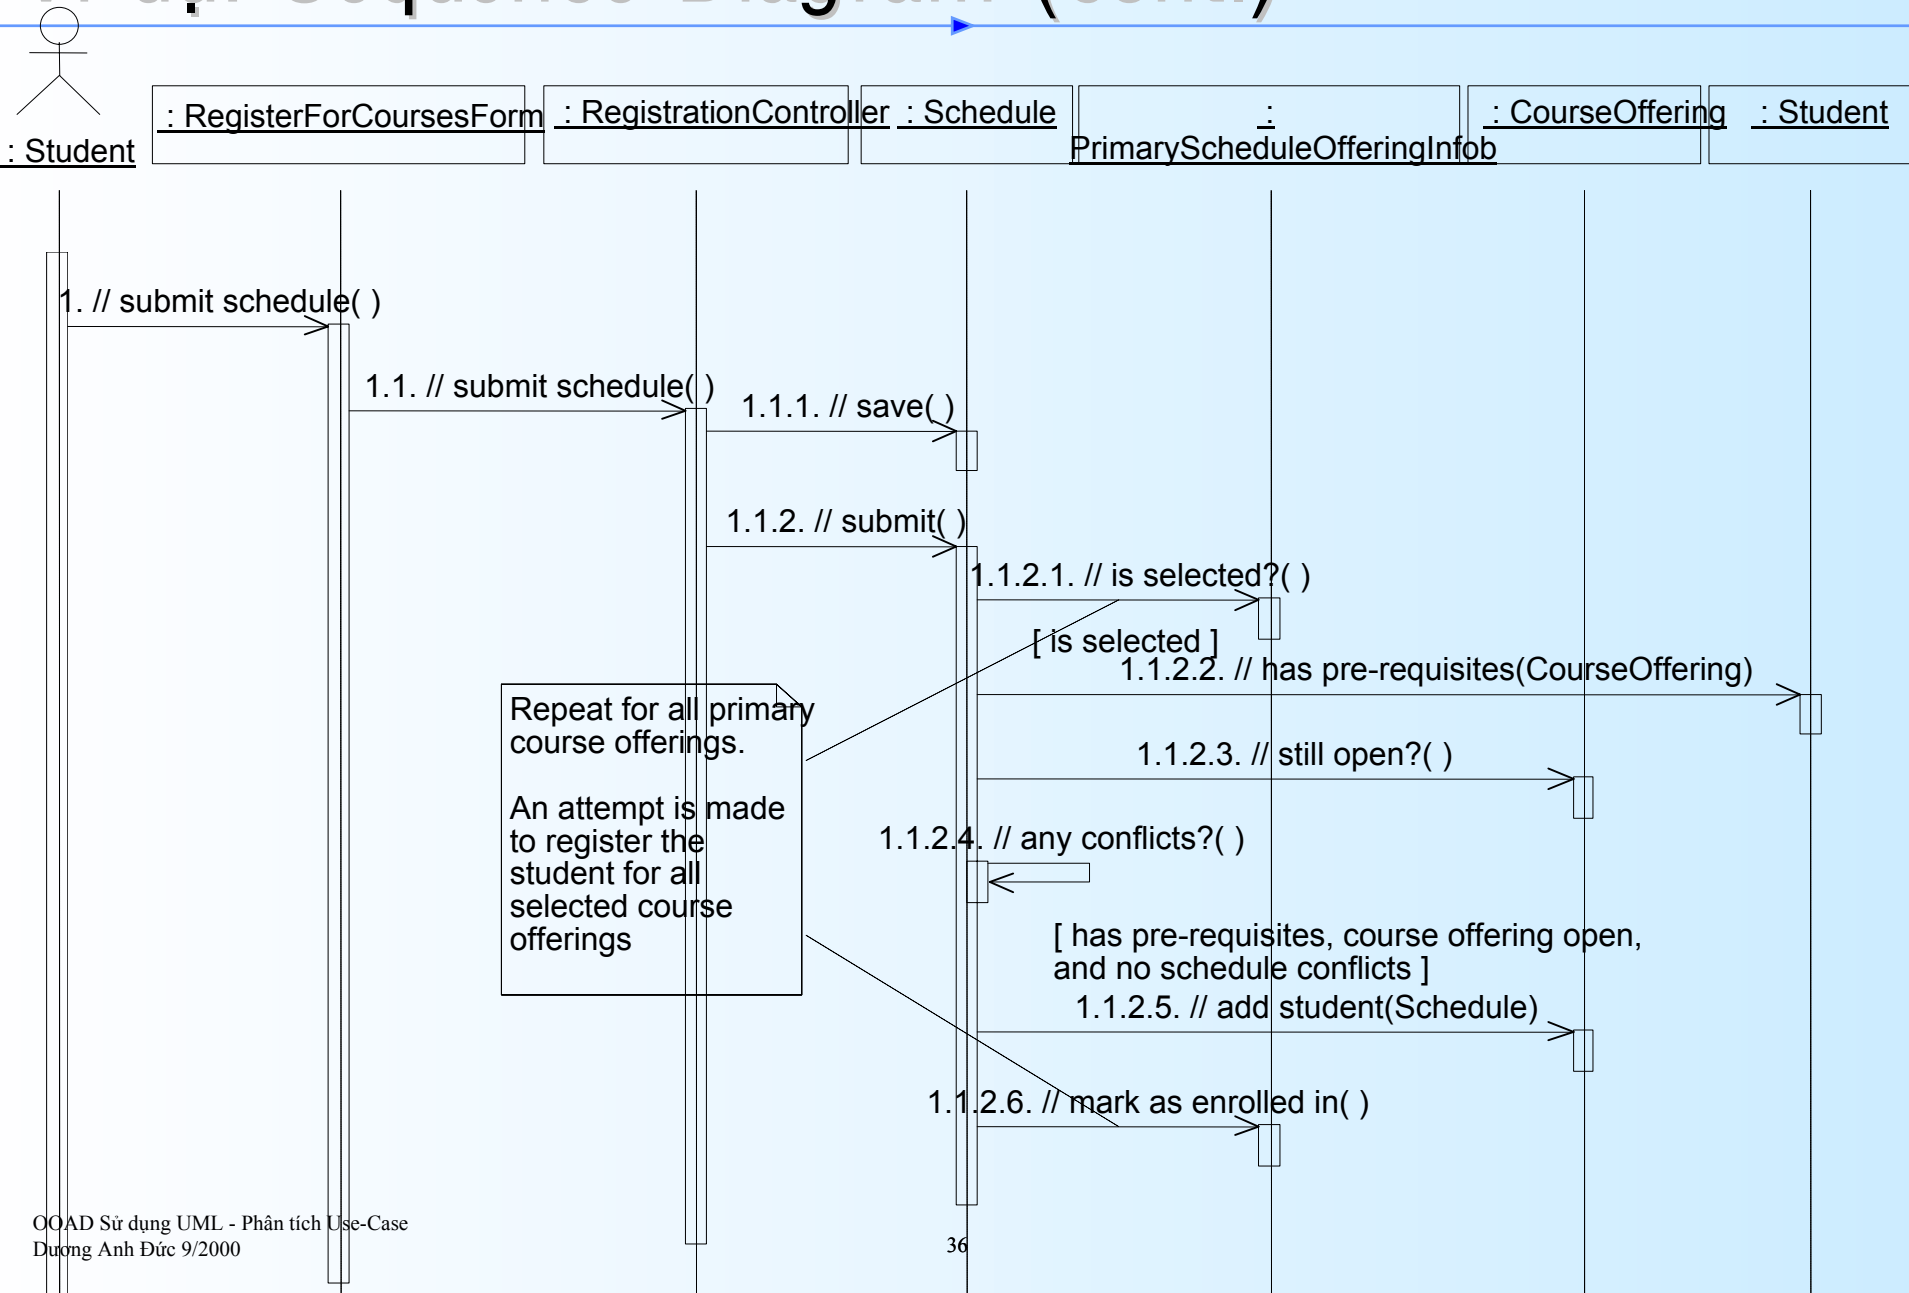 Sequence Diagram (cont.)
: Student
: RegisterForCoursesForm
: RegistrationController
: Schedule
:
PrimaryScheduleOfferingInfob
: CourseOffering
: Student
1. // submit schedule( )
1.1. // submit schedule( )
1.1.1. // save( )
1.1.2. // submit( )
1.1.2.1. // is selected?( )
[ is selected ]
1.1.2.2. // has pre-requisites(CourseOffering)
Repeat for all primary
course offerings.
An attempt is made
to register the
student for all
selected course
offerings
1.1.2.3. // still open?( )
1.1.2.4. // any conflicts?( )
[ has pre-requisites, course offering open,
and no schedule conflicts ]
1.1.2.5. // add student(Schedule)
1.1.2.6. // mark as enrolled in( )
OOAD Sử dụng UML - Phân tích Use-Case
Dương Anh Đức 9/2000
36